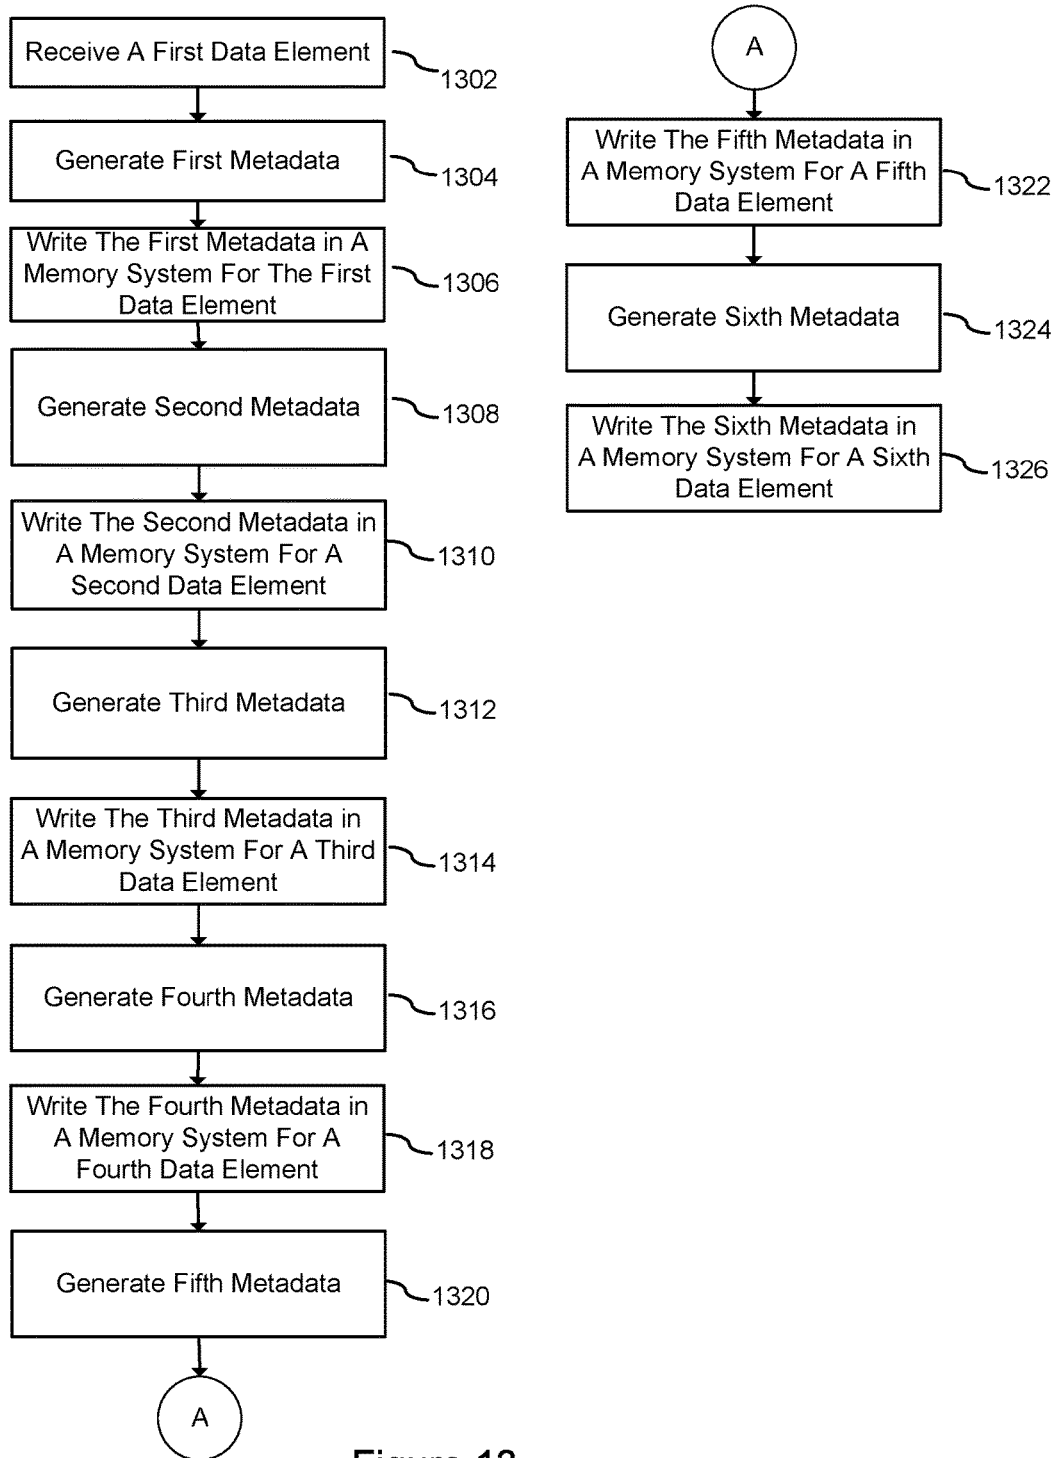 Receive A First Data Element
1302
Generate First Metadata
1304
Write The First Metadata in A
Memory System For The First
Data Element
1306
Generate Second Metadata
1308
Write The Second Metadata in
A Memory System For A
Second Data Element
1310
Generate Third Metadata
1312
Write The Third Metadata in
A Memory System For A Third
Data Element
1314
Generate Fourth Metadata
1316
Write The Fourth Metadata in
A Memory System For A
Fourth Data Element
1318
Generate Fifth Metadata
1320
A
A
Write The Fifth Metadata in
A Memory System For A Fifth
Data Element
1322
Generate Sixth Metadata
1324
Write The Sixth Metadata in
A Memory System For A Sixth
Data Element
1326
Figure 13